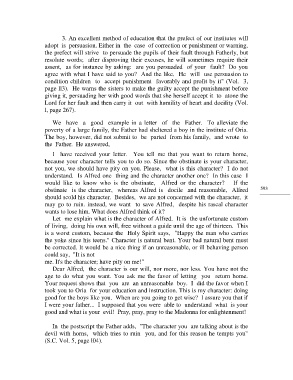 3. An excellent method of education that the prefect of our institutes will
adopt is persuasion. Either in the case of correction or punishment or warning,
the prefect will strive to persuade the pupils of their fault through Fatherly, but
resolute words; after disproving their excuses, he will sometimes require their
assent, as for instance by asking: are you persuaded of your fault? Do you
agree with what I have said to you? And the like. He will use persuasion to
condition children to accept punishment favorably and profit by it" (Vol. 3,
page 113). He warns the sisters to make the guilty accept the punishment before
giving it, persuading her with good words that she herself accept it to atone the
Lord for her fault and then carry it out with humility of heart and docility (Vol.
1, page 267).
We have a good example in a letter of the Father. To alleviate the
poverty of a large family, the Father had sheltered a boy in the institute of Oria.
The boy, however, did not submit to be parted from his family, and wrote to
the Father. He answered,
I have received your letter. You tell me that you want to return home,
because your character tells you to do so. Since the obstinate is your character,
not you, we should have pity on you. Please, what is this character? I do not
understand. Is Alfred one thing and the character another one? In this case I
would like to know who is the obstinate, Alfred or the character? If the
obstinate is the character, whereas Alfred is docile and reasonable, Alfred
should scold his character. Besides, we are not concerned with the character, it
may go to ruin. instead, we want to save Alfred, despite his rascal character
wants to lose him. What does Alfred think of it?
Let me explain what is the character of Alfred. It is the unfortunate custom
of living, doing his own will, free without a guide until the age of thirteen. This
is a worst custom, because the Holy Spirit says, "Happy the man who carries
the yoke since his teens." Character is natural bent. Your bad natural bent must
be corrected. It would be a nice thing if an unreasonable, or ill behaving person
could say, "It is not
me. It's the character; have pity on me!"
Dear Alfred, the character is our will, nor more, nor less. You have not the
age to do what you want. You ask me the favor of letting you return home.
Your request shows that you are an unreasonable boy. I did the favor when I
took you to Oria for your education and instruction. This is my character: doing
good for the boys like you. When are you going to get wise? I assure you that if
I were your father... I supposed that you were able to understand what is your
good and what is your evil! Pray, pray, pray to the Madonna for enlightenment!
In the postscript the Father adds, "The character you are talking about is the
devil with horns, which tries to ruin you, and for this reason he tempts you"
(S.C. Vol. 5, page 104).